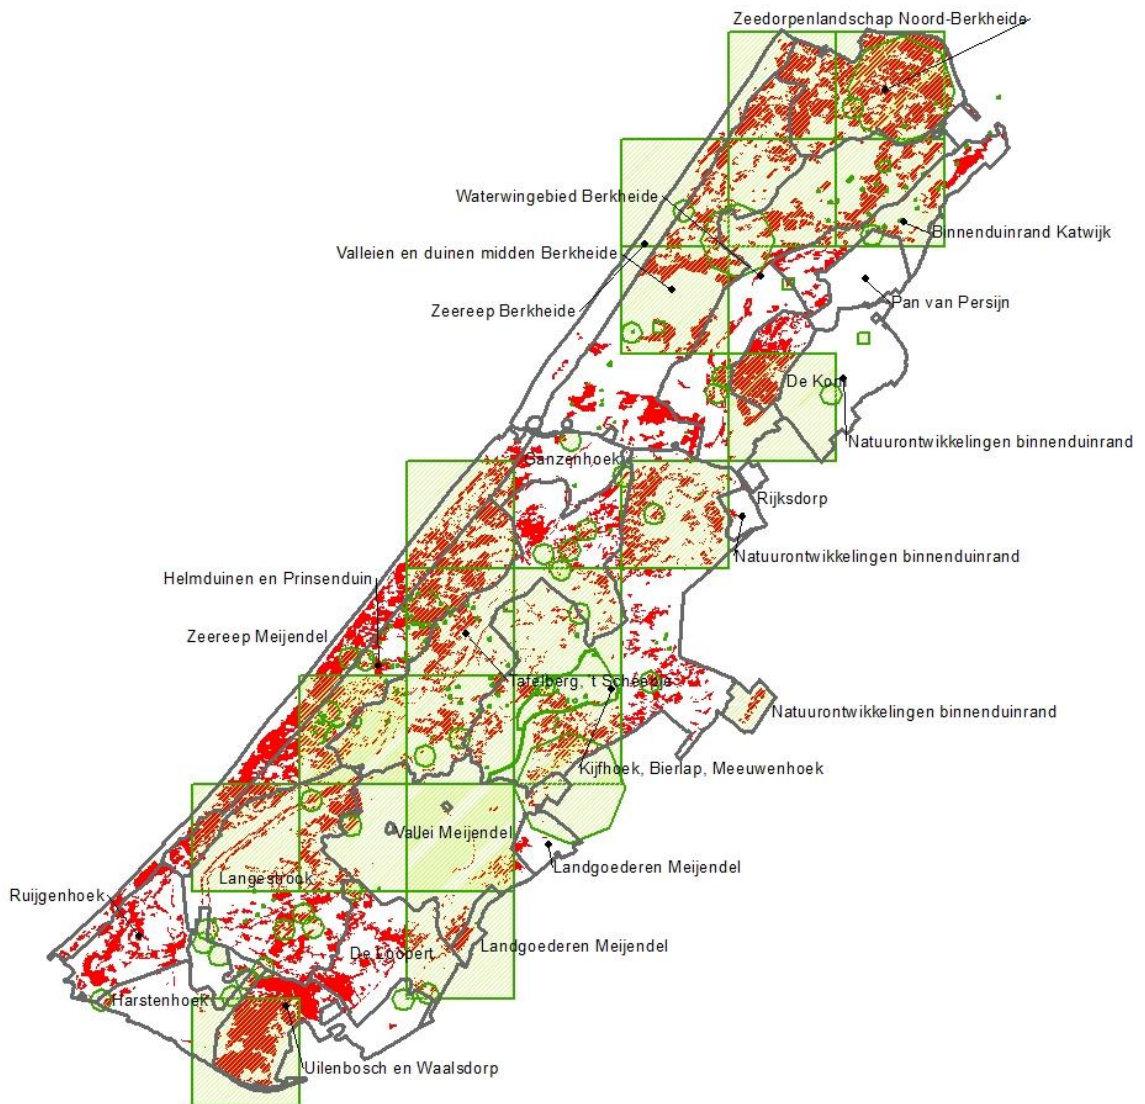 Zeedorpenlandschap Noord-Berkheide
Waterwingebied Berkheide
Binnenduinrand Katwijk
Valleien en duinen midden Berkheide
Pan van Persijn
Zeereep Berkheide
De Kom
Natuurontwikkelingen binnenduinrand
Ganzenhoek
Rijksdorp
Natuurontwikkelingen binnenduinrand
Helmduinen en Prinsenduin
Zeereep Meijendel
Tafelberg, 't Scheepje
Natuurontwikkelingen binnenduinrand
Kijfhoek, Bierlap, Meeuwenhoek
Vallei Meijendel
Landgoederen Meijendel
Langestrook
Ruijgenhoek
Landgoederen Meijendel
De Loopert
Harstenhoek
Uilenbosch en Waalsdorp